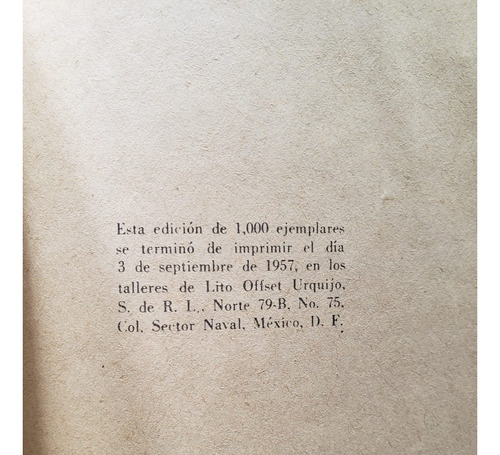 Esta edición de 1,000 ejemplares
se terminó de imprimir el día
3 de septiembre de 1957, en los
talleres de Lito Offset Urquijo,
S. de R. L., Norte 79-B, No. 75,
Col. Sector Naval, México, D. F.